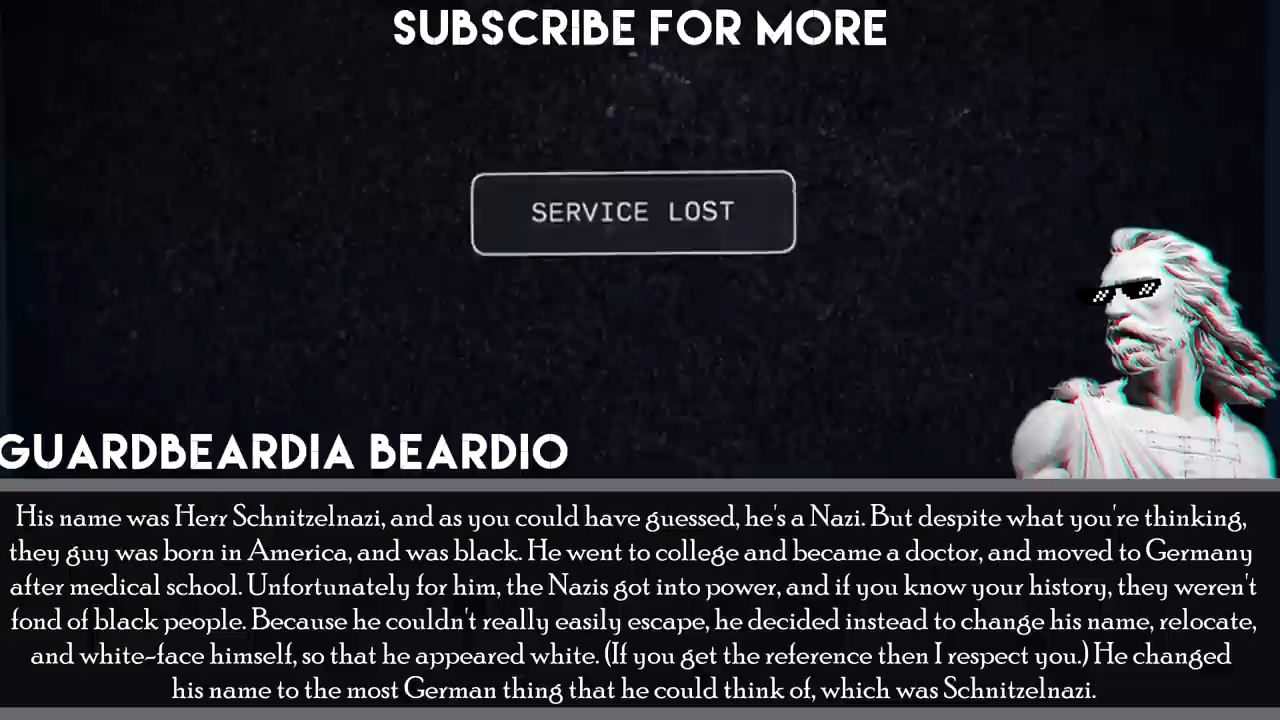 SUBSCRIBE FOR MORE
SERVICE LOST
GUARDBEARDIA BEARDIO
His name was Herr Schnitzelnazi, and as you could have guessed, he's a Nazi. But despite what you're thinking,
they guy was born in America, and was black. He went to college and became a doctor, and moved to Germany
after medical school. Unfortunately for him, the Nazis got into power, and if you know your history, they weren't
fond of black people. Because he couldn't really easily escape, he decided instead to change his name, relocate,
and white-face himself, so that he appeared white. (If you get the reference then I respect you.) He changed
his name to the most German thing that he could think of, which was Schnitzelnazi.